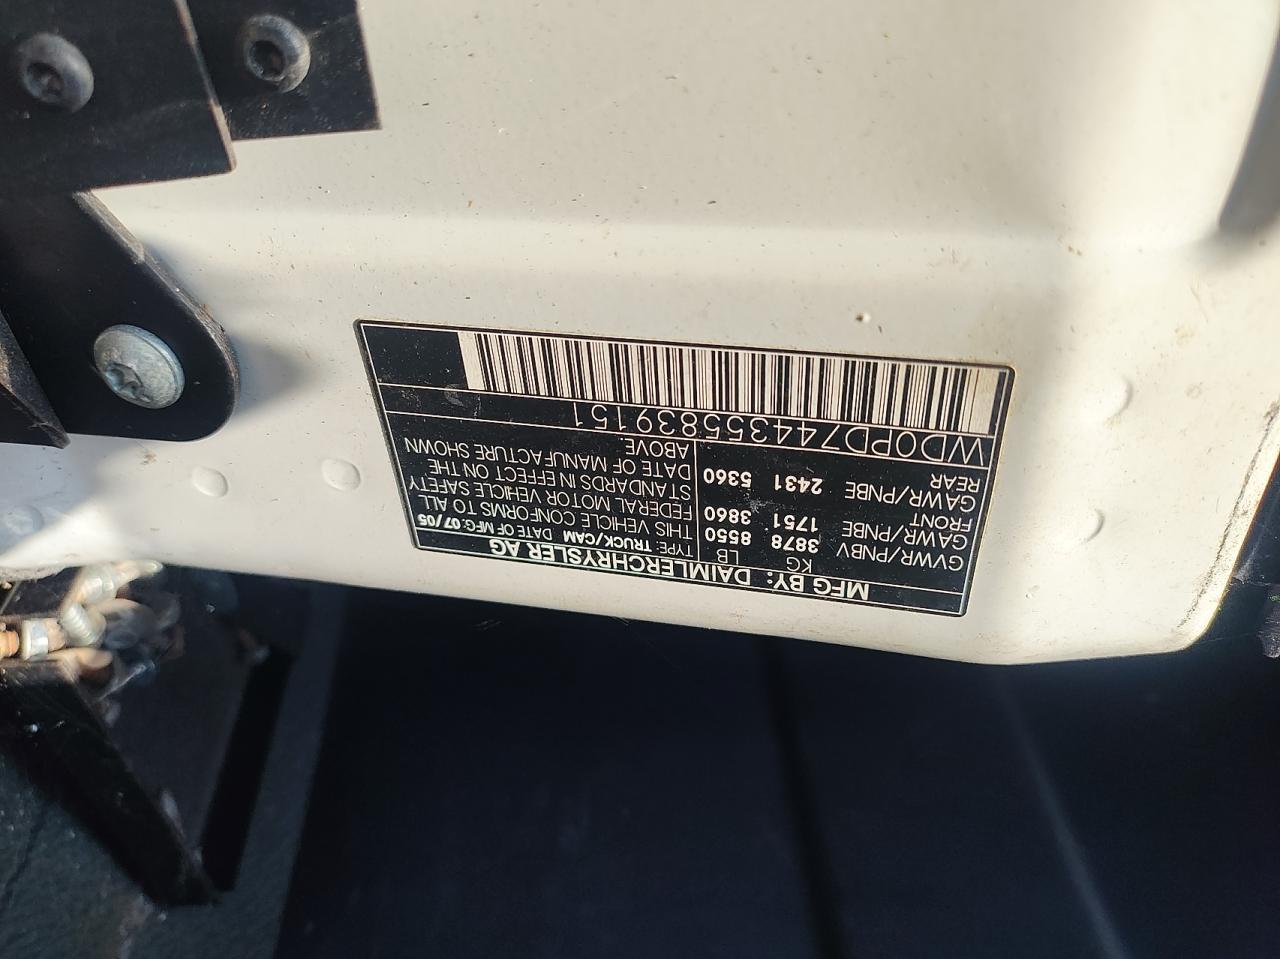 MFG BY: DAIMLERCHRYSLER AG
KG LB
GVWR/PNBV 3878 8550
GAWR/PNBE FRONT 1751 3860
GAWR/PNBE REAR 2431 5360
TYPE: TRUCK/CAM DATE OF MFG:07/05
THIS VEHICLE CONFORMS TO ALL
FEDERAL MOTOR VEHICLE SAFETY
STANDARDS IN EFFECT ON THE
DATE OF MANUFACTURE SHOWN
ABOVE.
WD0PD744355839151